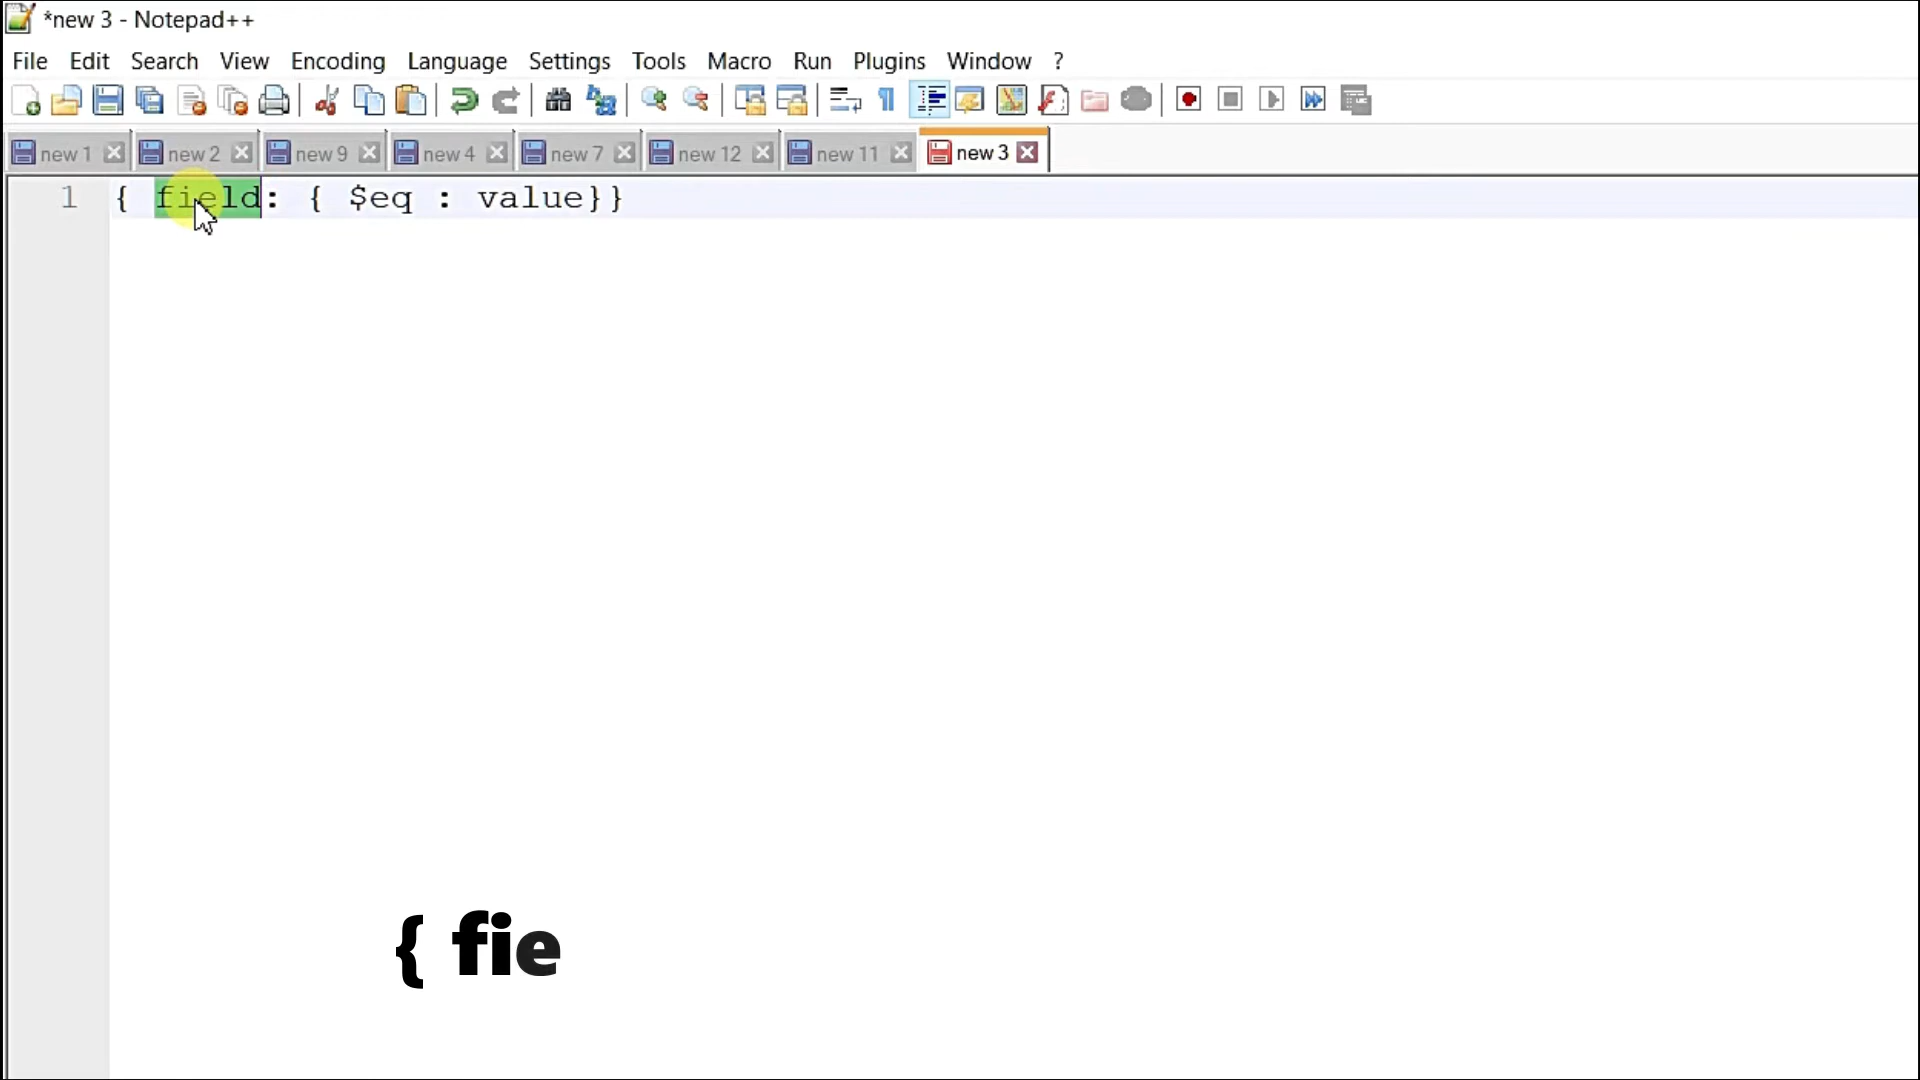 *new 3 - Notepad++
File Edit Search View Encoding Language Settings Tools Macro Run Plugins Window ?
new 1 new 2 new 9 new 4 new 7 new 12 new 11 new 3
1 { field: { $eq : value}}
{ fie